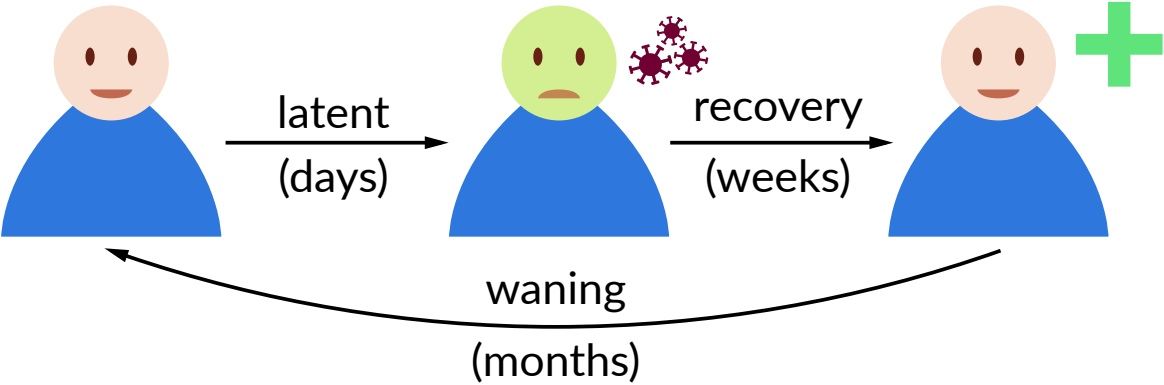 latent
(days)
recovery
(weeks)
waning
(months)